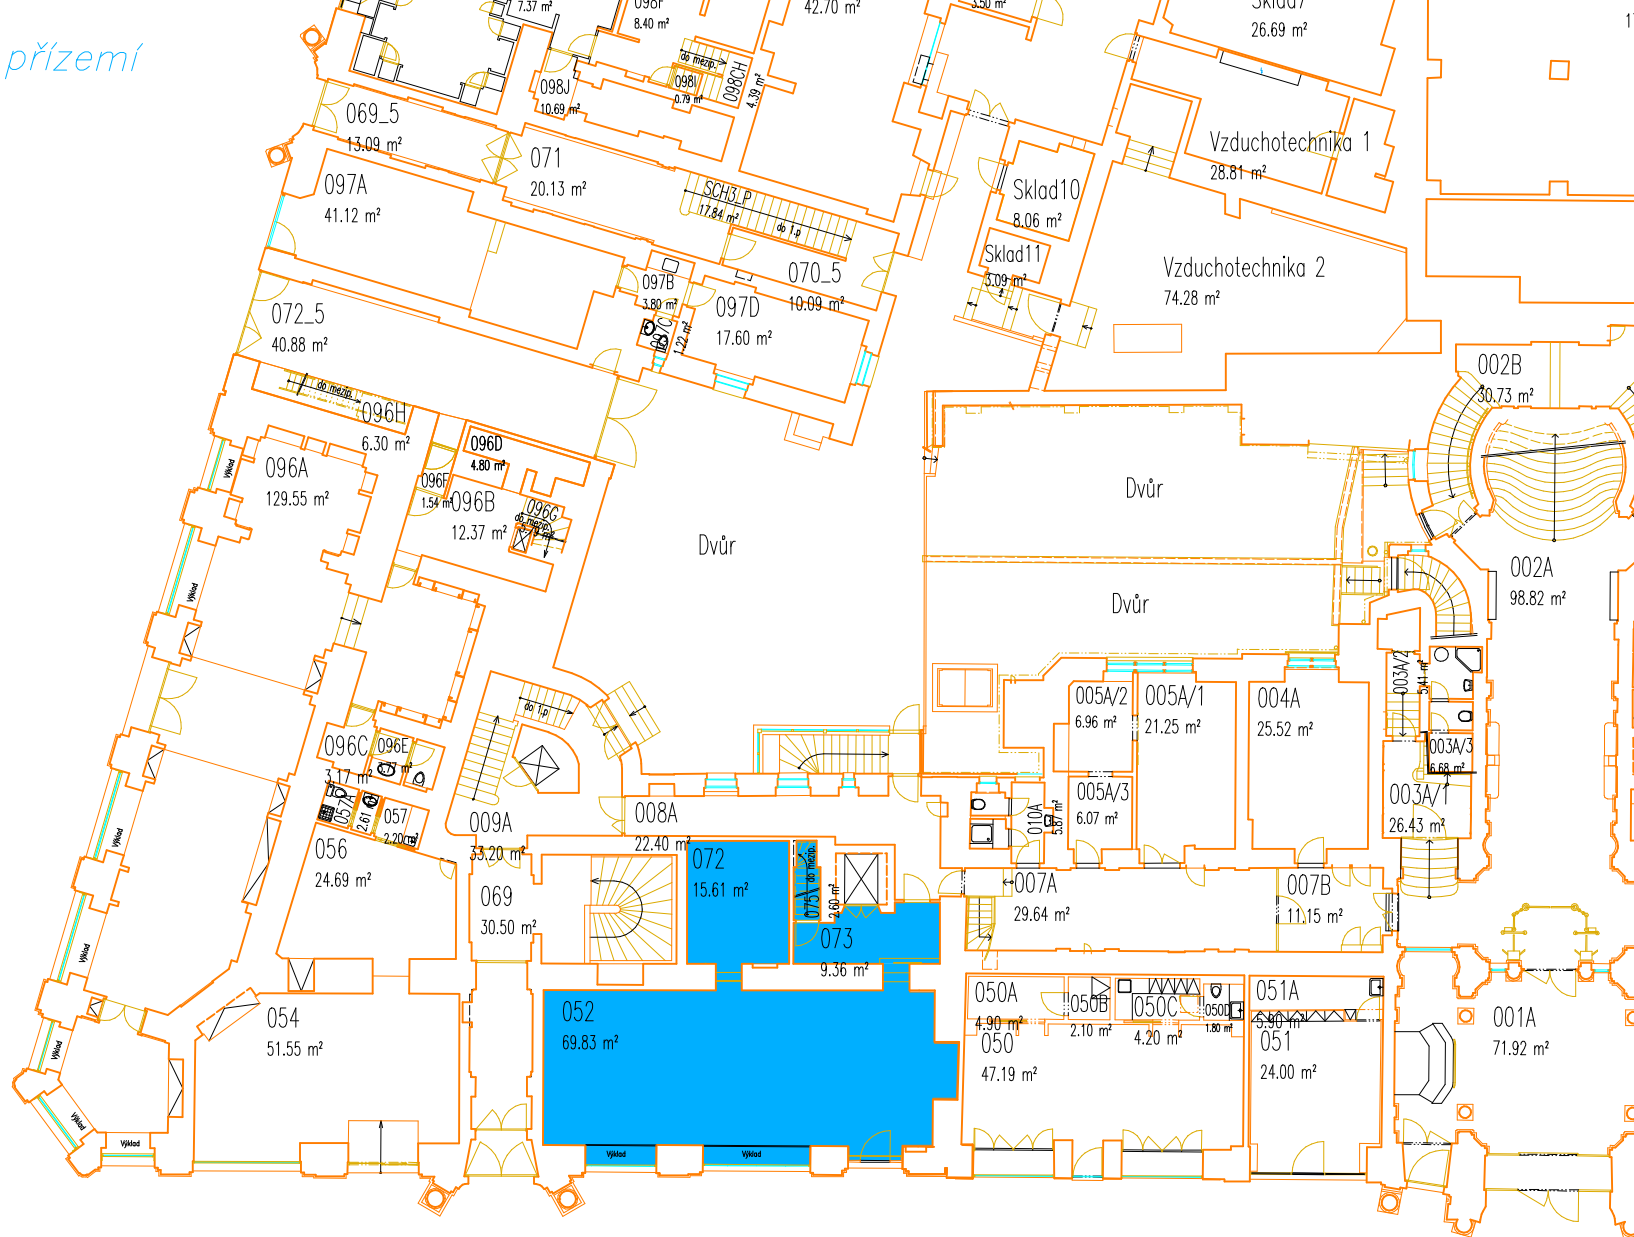 přízemí
7.37 m²
098F
8.40 m²
42.70 m²
3.50 m²
Sklad7
26.69 m²
do mezip.
098I
0.79 m²
098CH
4.39 m²
098J
10.69 m²
069_5
13.09 m²
071
20.13 m²
097A
41.12 m²
SCH3_P
17.84 m²
do 1.p
070_5
10.09 m²
Sklad10
8.06 m²
Sklad11
3.09 m²
Vzduchotechnika 1
28.81 m²
Vzduchotechnika 2
74.28 m²
097B
3.80 m²
097C
1.22 m²
097D
17.60 m²
072_5
40.88 m²
do mezip.
096H
6.30 m²
096A
129.55 m²
Výklad
096D
4.80 m²
096F
1.54 m²
096B
12.37 m²
096G
do mezip.
Dvůr
Dvůr
Dvůr
002B
30.73 m²
002A
98.82 m²
Výklad
do 1.p
096C
3.17 m²
096E
057A
2.61
057
2.20 m²
056
24.69 m²
009A
33.20 m²
008A
22.40 m²
005A/2
6.96 m²
005A/1
21.25 m²
004A
25.52 m²
003A/2
5.41 m²
003A/3
6.68 m²
003A/1
26.43 m²
005A/3
6.07 m²
010A
5.87 m²
Výklad
069
30.50 m²
072
15.61 m²
do mezip.
075
2.60 m²
073
9.36 m²
007A
29.64 m²
007B
11.15 m²
Výklad
054
51.55 m²
052
69.83 m²
050A
4.90 m²
050B
2.10 m²
050C
4.20 m²
050D
1.80 m²
050
47.19 m²
051A
5.90 m²
051
24.00 m²
001A
71.92 m²
Výklad
Výklad
Výklad
Výklad
Výklad